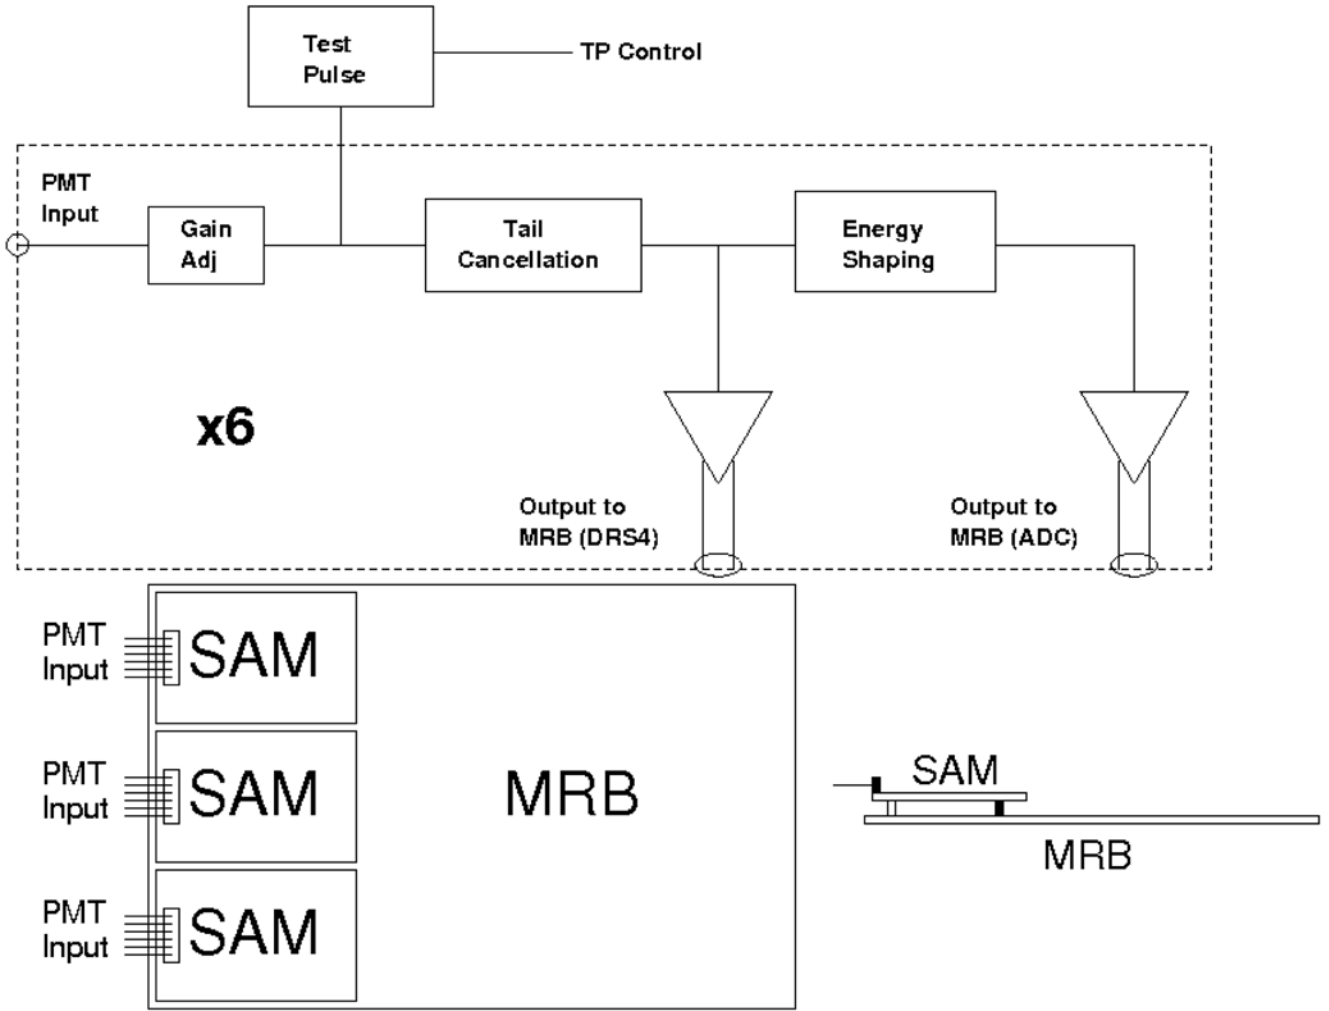 Test
Pulse
TP Control
PMT
Input
Gain
Adj
Tail
Cancellation
Energy
Shaping
x6
Output to
MRB (DRS4)
Output to
MRB (ADC)
PMT
Input
SAM
PMT
Input
SAM
MRB
PMT
Input
SAM
SAM
MRB